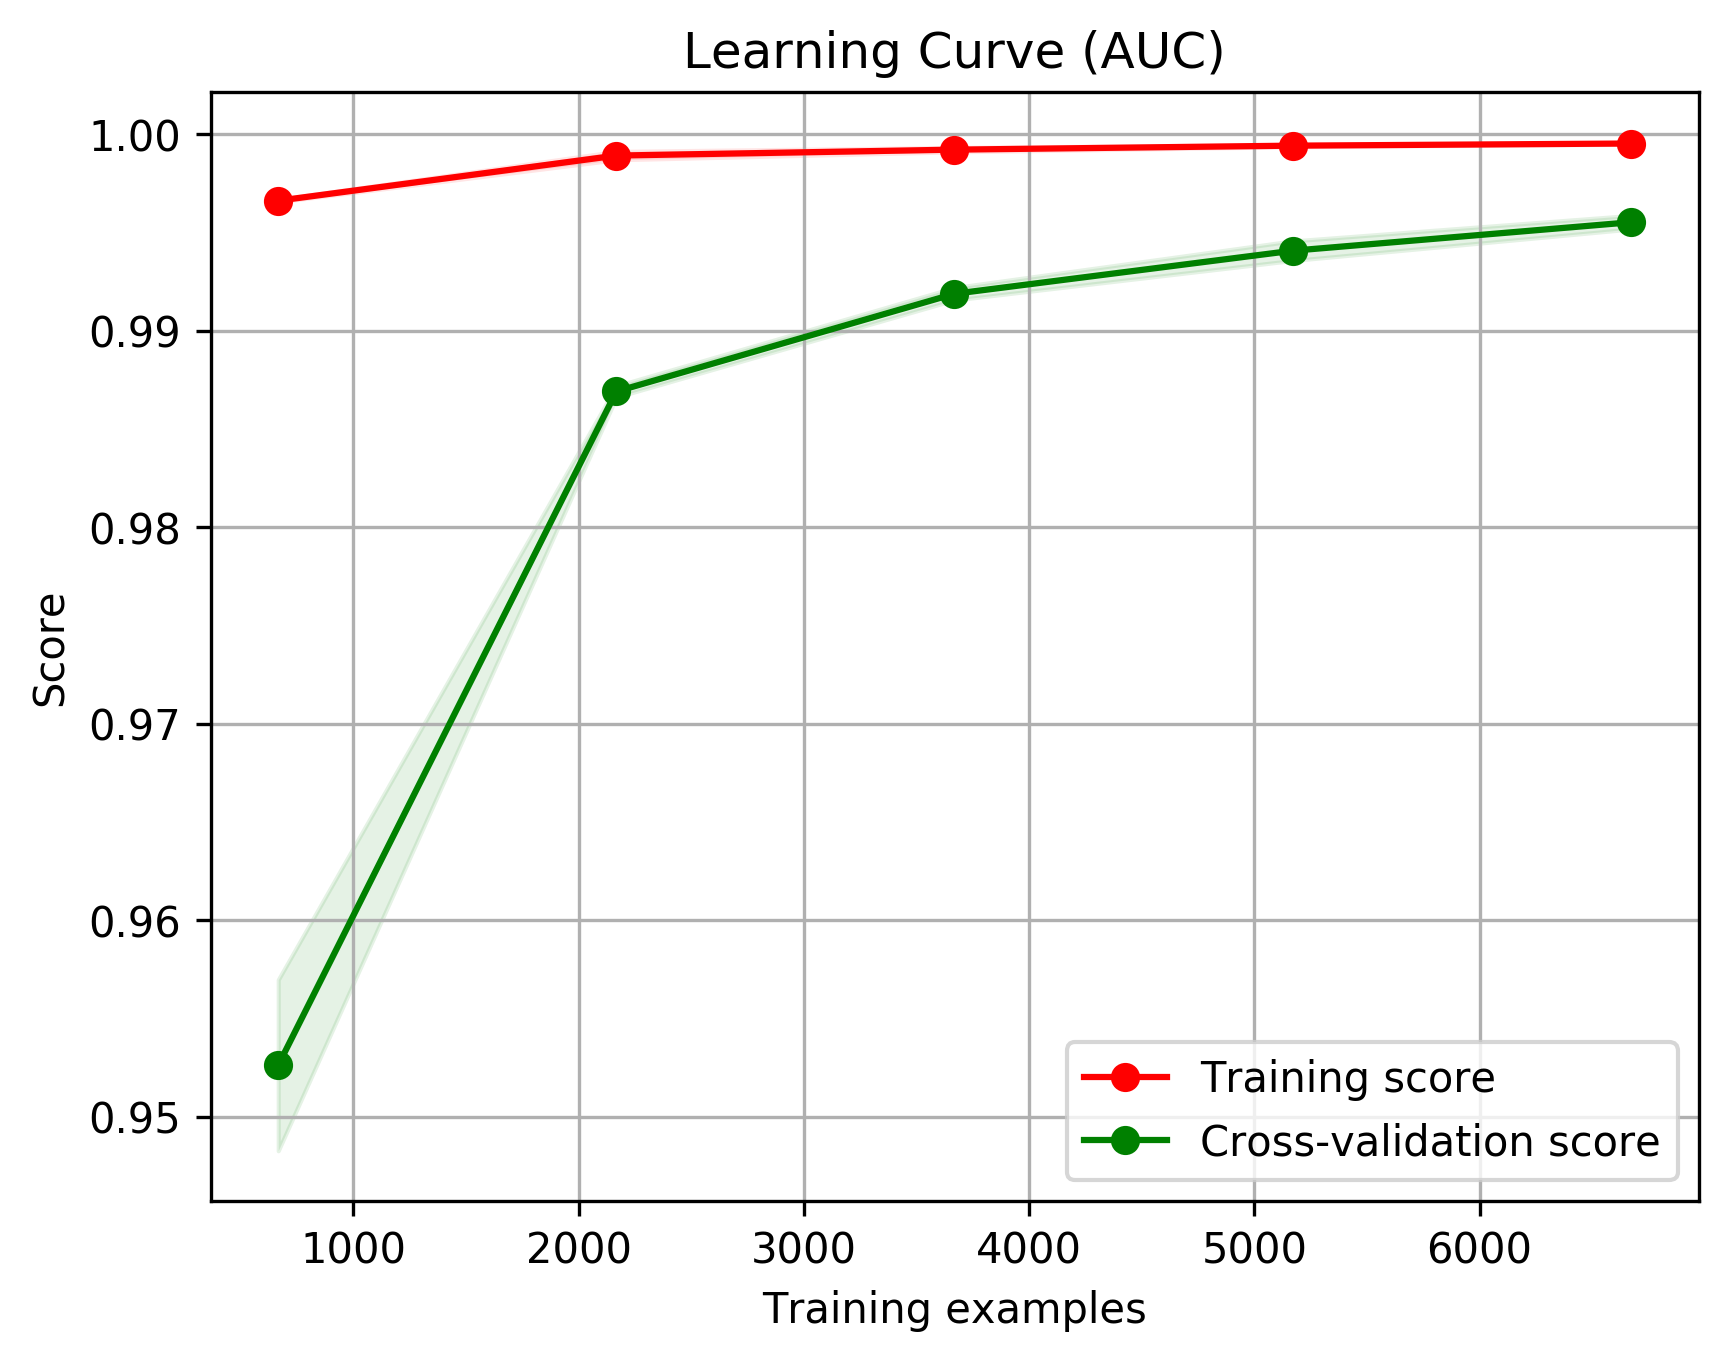 Learning Curve (AUC)
1.00
0.99
0.98
0.97
0.96
0.95
Score
Training score
Cross-validation score
1000 2000 3000 4000 5000 6000
Training examples